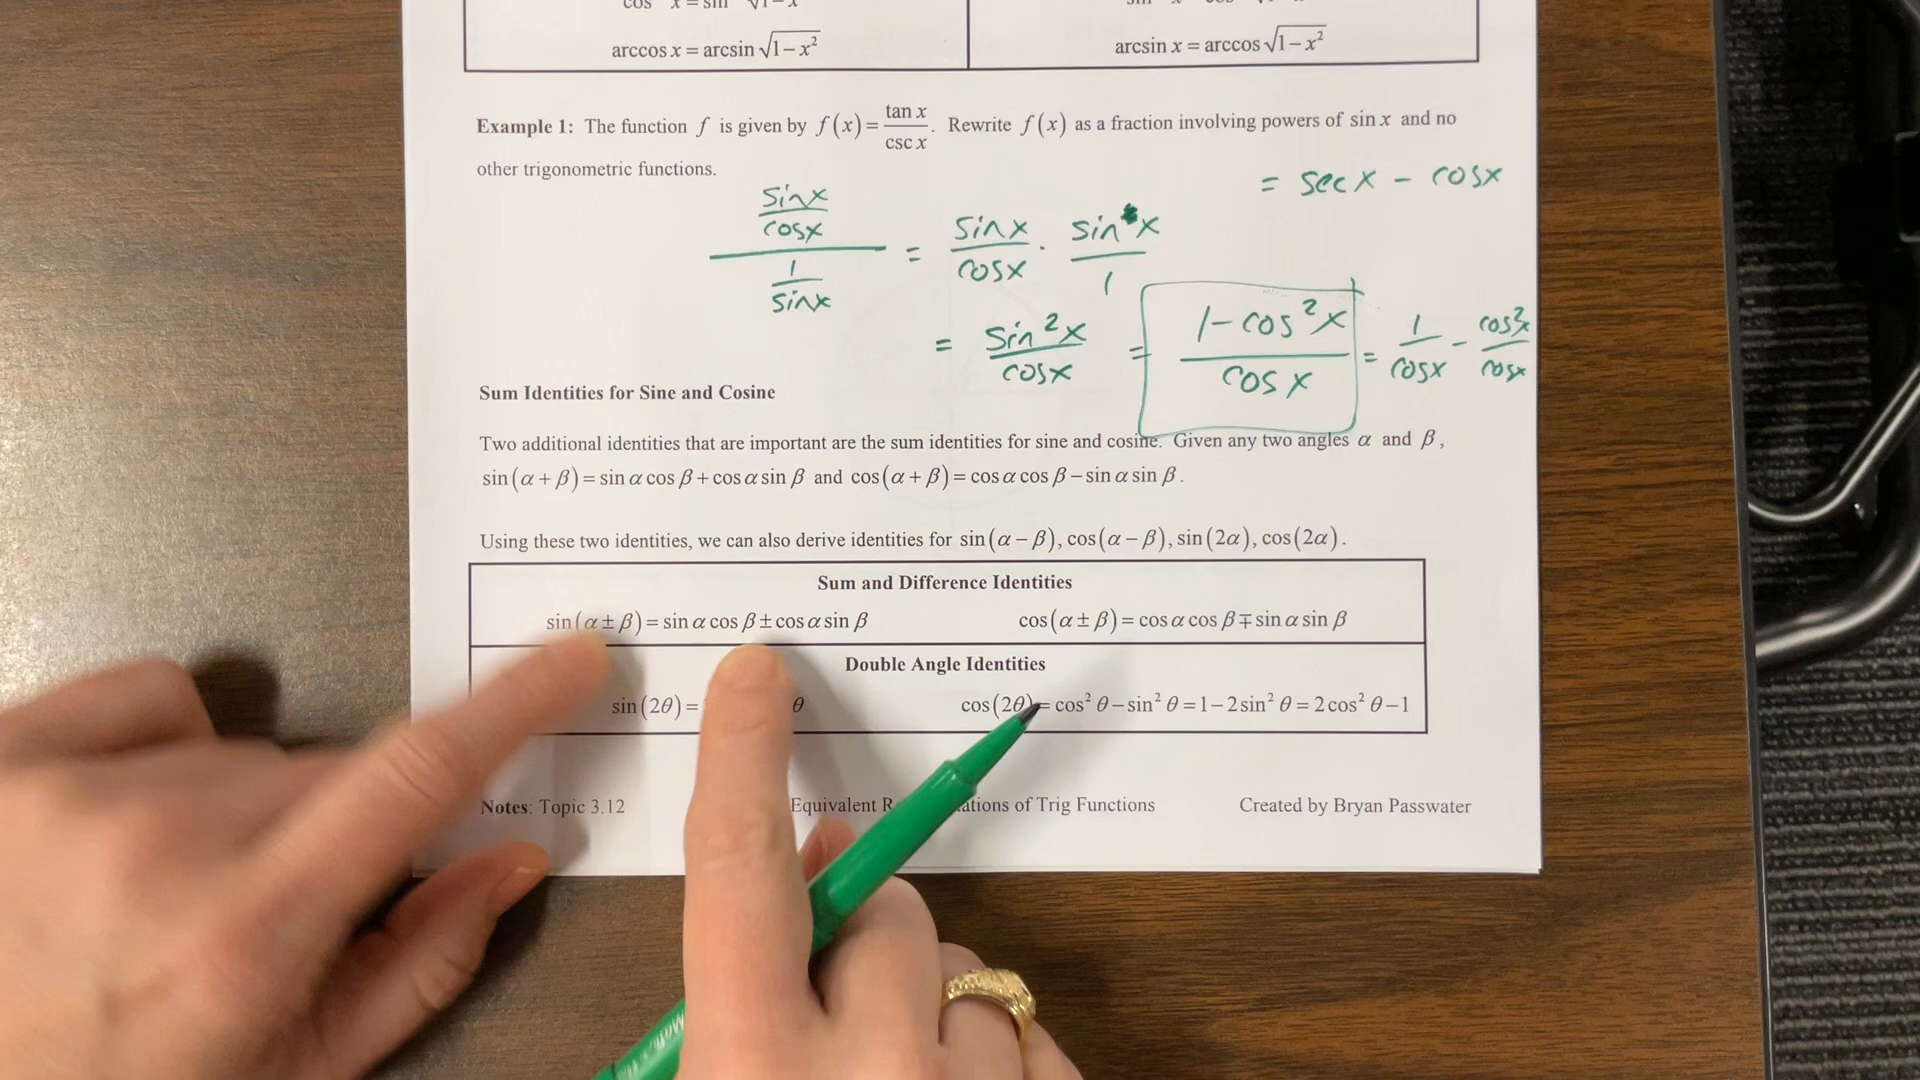 arccos x = arcsin √1−x²
arcsin x = arccos √1−x²
Example 1: The function f is given by f(x) = tan x / csc x. Rewrite f(x) as a fraction involving powers of sin x and no
other trigonometric functions.
= sec x − cos x
(sin x / cos x) / (1 / sin x) = sin x / cos x · sin x / 1
= sin²x / cos x = 1 − cos²x / cos x = 1 / cos x − cos²x / cos x
Sum Identities for Sine and Cosine
Two additional identities that are important are the sum identities for sine and cosine. Given any two angles α and β,
sin(α + β) = sin α cos β + cos α sin β and cos(α + β) = cos α cos β − sin α sin β.
Using these two identities, we can also derive identities for sin(α − β), cos(α − β), sin(2α), cos(2α).
Sum and Difference Identities
sin(α ± β) = sin α cos β ± cos α sin β
cos(α ± β) = cos α cos β ∓ sin α sin β
Double Angle Identities
sin(2θ) = θ
cos(2θ) = cos² θ − sin² θ = 1 − 2 sin² θ = 2 cos² θ − 1
Notes: Topic 3.12
Equivalent of Trig Functions
Created by Bryan Passwater